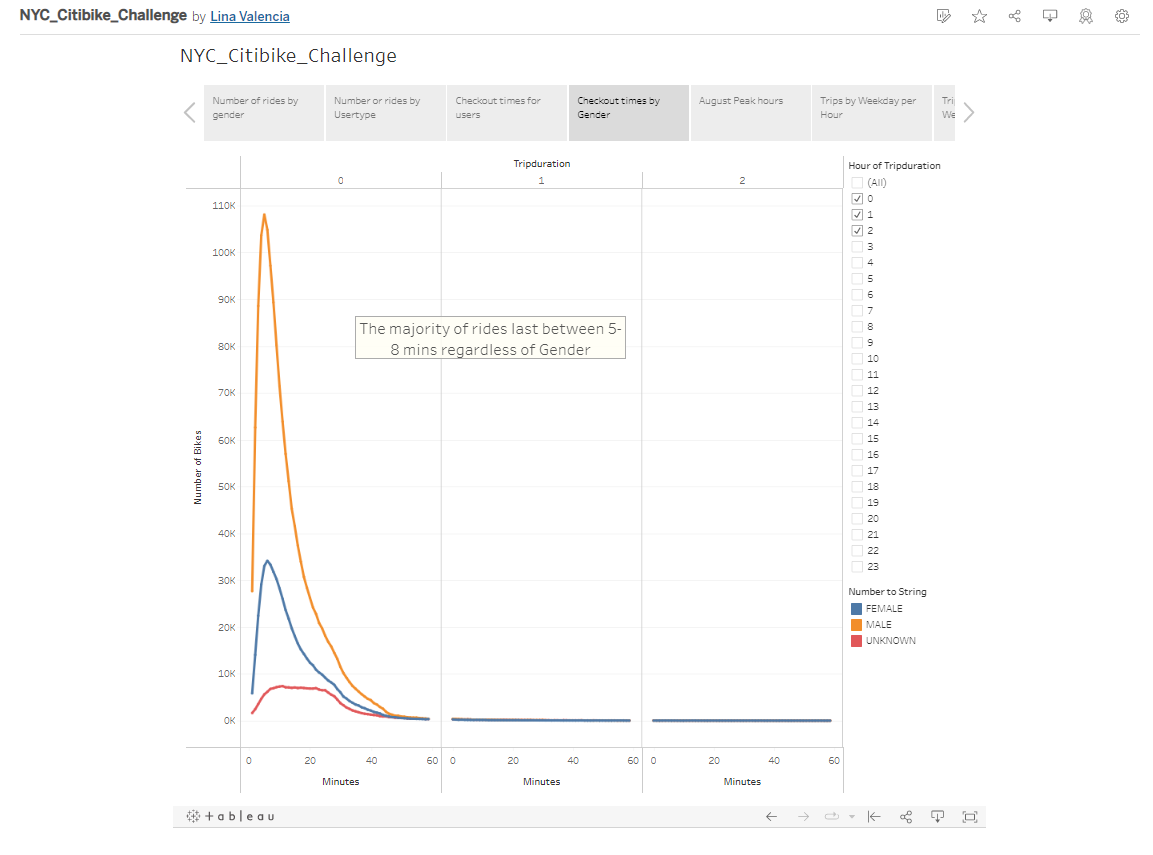 NYC_Citibike_Challenge by Lina Valencia
NYC_Citibike_Challenge
Number of rides by
gender
Number or rides by
Usertype
Checkout times for
users
Checkout times by
Gender
August Peak hours
Trips by Weekday per
Hour
Tri
We
Tripduration
0
1
2
110K
100K
90K
80K
70K
60K
50K
40K
30K
20K
10K
0K
Number of Bikes
The majority of rides last between 5-
8 mins regardless of Gender
0 20 40 60
0 20 40 60
0 20 40 60
Minutes
Minutes
Minutes
Hour of Tripduration
(All)
0
1
2
3
4
5
6
7
8
9
10
11
12
13
14
15
16
17
18
19
20
21
22
23
Number to String
FEMALE
MALE
UNKNOWN
+ableau